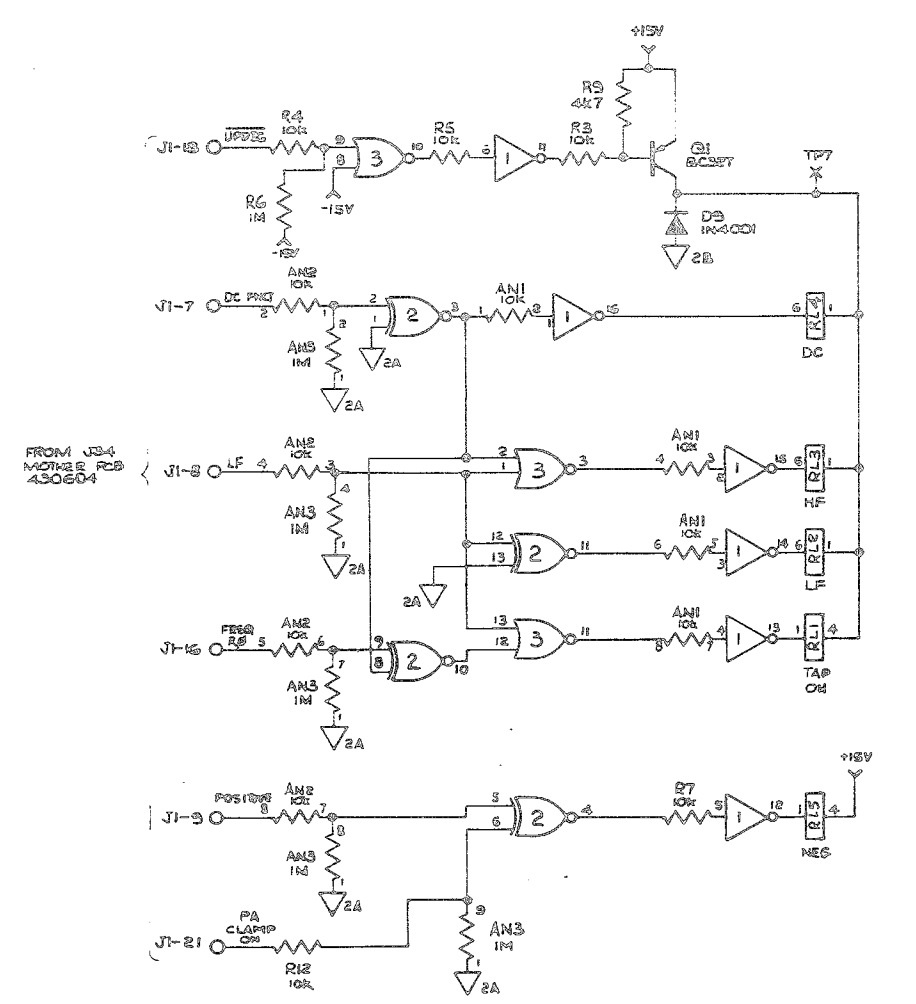 +15V
R9
4k7
R4
10k
UPDIG
J1-18
9
8
3
10
R5
10k
6
1
11
R3
10k
Q1
BC327
TP7
R6
1M
-15V
-15V
D9
1N4001
2B
AN2
10k
J1-7
DC FNCT
2
1
2
AN3
1M
1
2A
2
1
2
3
2A
AN1
10k
1
2
1
1
16
6
RL4
1
DC
FROM J34
MOTHER PCB
430604
AN2
10k
J1-8
LF
4
3
4
AN3
1M
1
2A
2
1
3
3
AN1
10k
4
3
2
1
15
6
RL3
1
HF
12
13
2
11
2A
AN1
10k
6
5
3
1
14
6
RL2
1
LF
AN2
10k
J1-16
5
6
7
AN3
1M
1
2A
9
8
2
10
13
12
3
11
AN1
10k
8
7
4
1
13
1
RL1
4
TAP
ON
+15V
AN2
10k
J1-9
POSITIVE
8
7
8
AN3
1M
1
2A
5
6
2
4
R7
10k
5
1
12
1
RL5
4
NEG
PA
CLAMP
ON
J1-21
R12
10k
9
AN3
1M
1
2A